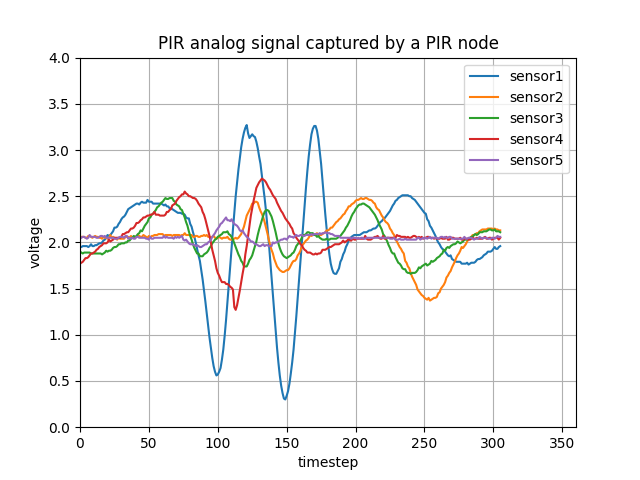 PIR analog signal captured by a PIR node
4.0
3.5
3.0
2.5
2.0
1.5
1.0
0.5
0.0
voltage
sensor1
sensor2
sensor3
sensor4
sensor5
0 50 100 150 200 250 300 350
timestep